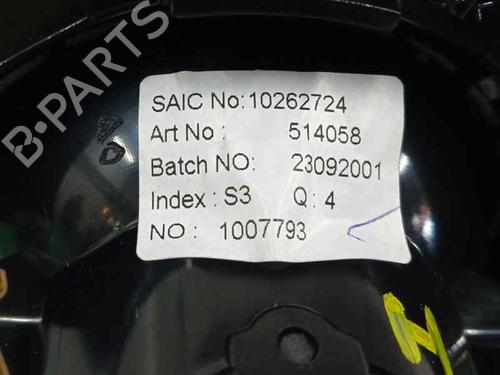 B-PARTS
SAIC No:10262724
Art No : 514058
Batch NO: 23092001
Index : S3 Q: 4
NO : 1007793